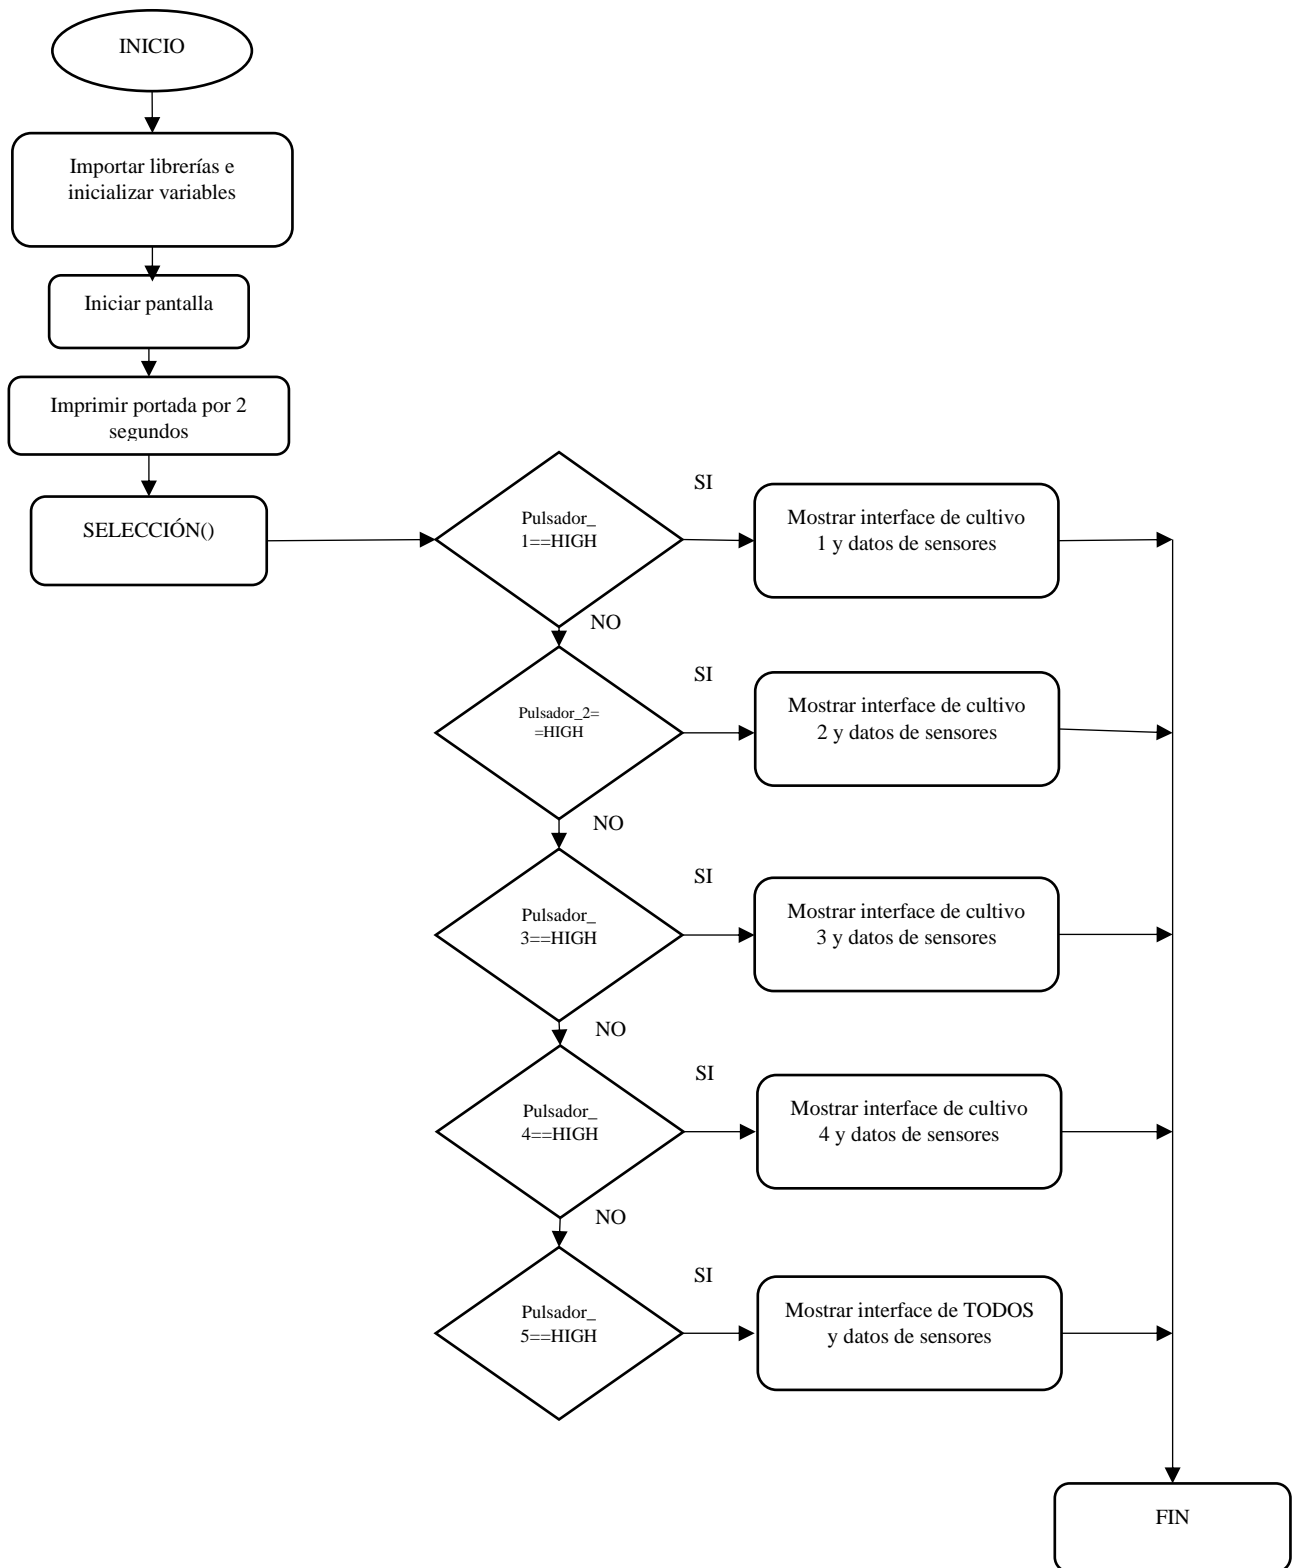 INICIO
Importar librerías e
inicializar variables
Iniciar pantalla
Imprimir portada por 2
segundos
SELECCIÓN()
Pulsador_
1==HIGH
SI
Mostrar interface de cultivo
1 y datos de sensores
NO
Pulsador_2=
=HIGH
SI
Mostrar interface de cultivo
2 y datos de sensores
NO
Pulsador_
3==HIGH
SI
Mostrar interface de cultivo
3 y datos de sensores
NO
Pulsador_
4==HIGH
SI
Mostrar interface de cultivo
4 y datos de sensores
NO
Pulsador_
5==HIGH
SI
Mostrar interface de TODOS
y datos de sensores
FIN